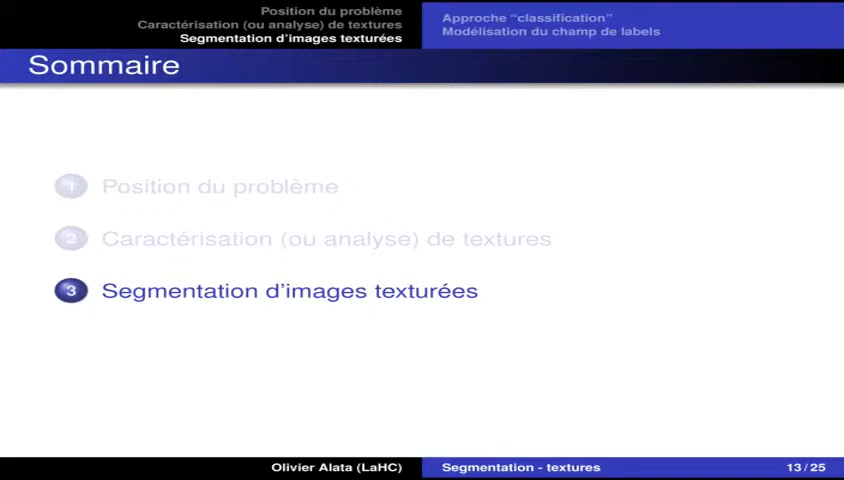 Position du problème
Caractérisation (ou analyse) de textures
Segmentation d'images texturées
Approche “classification”
Modélisation du champ de labels
Sommaire
1 Position du problème
2 Caractérisation (ou analyse) de textures
3 Segmentation d'images texturées
Olivier Alata (LaHC)
Segmentation - textures
13 / 25